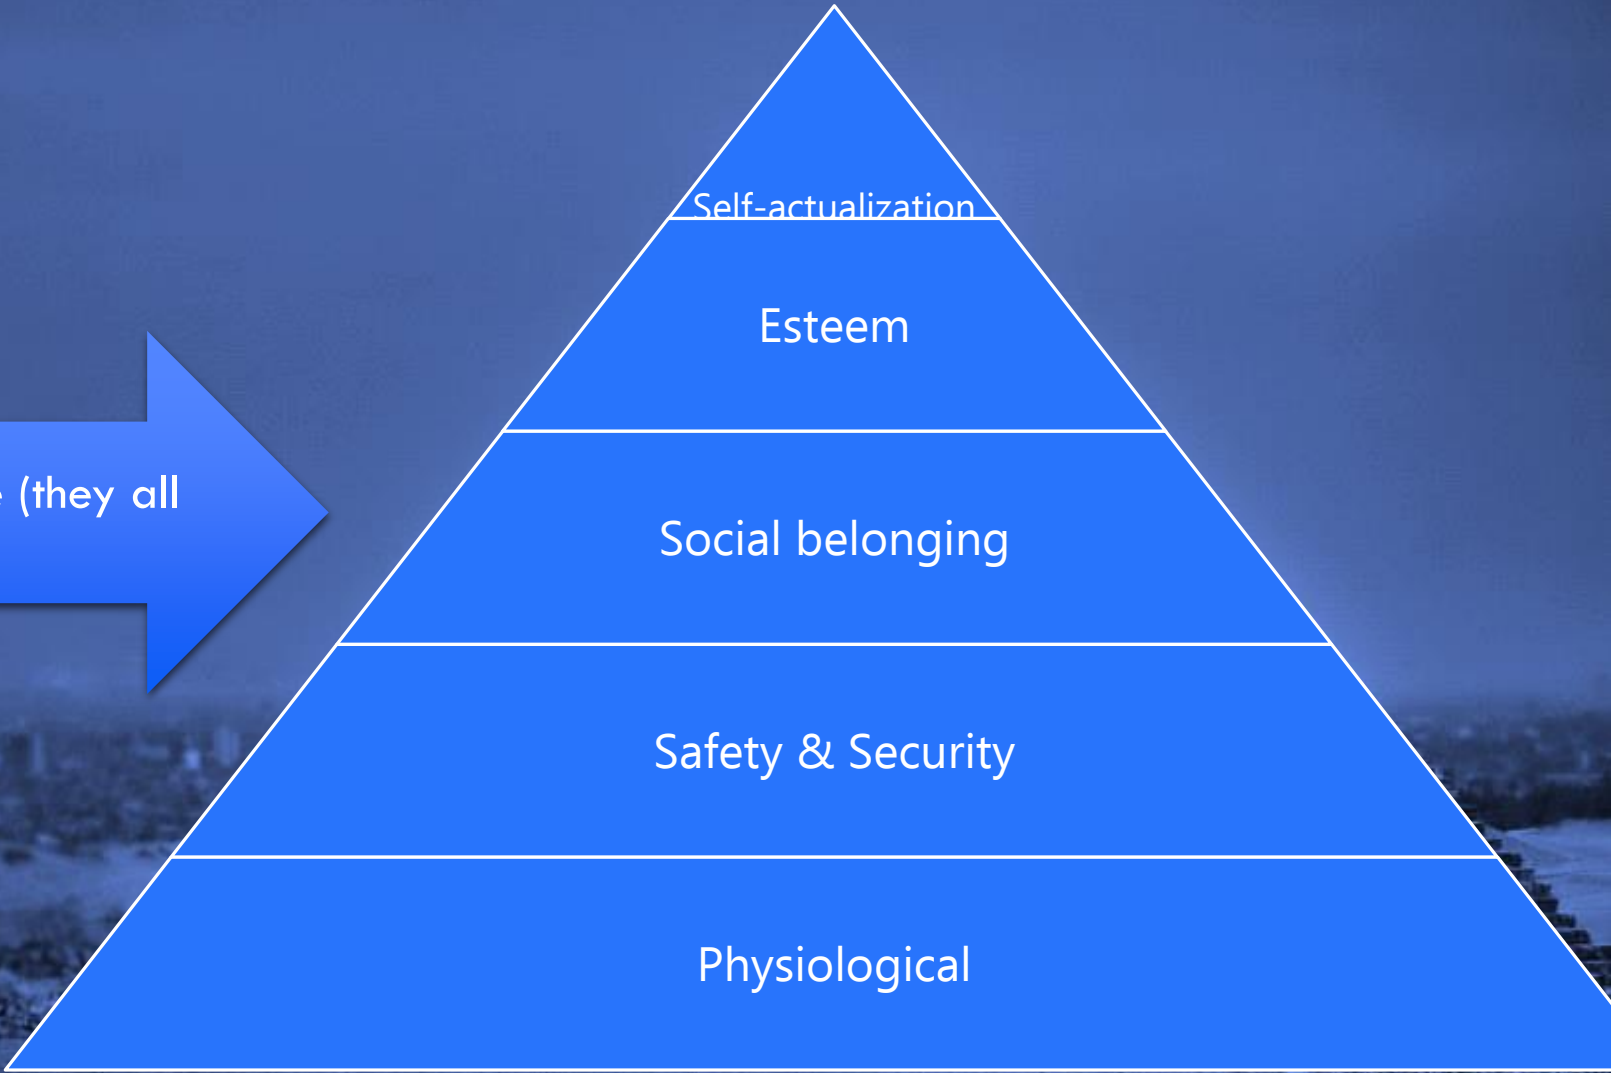 Self-actualization
Esteem
(they all
Social belonging
Safety & Security
Physiological